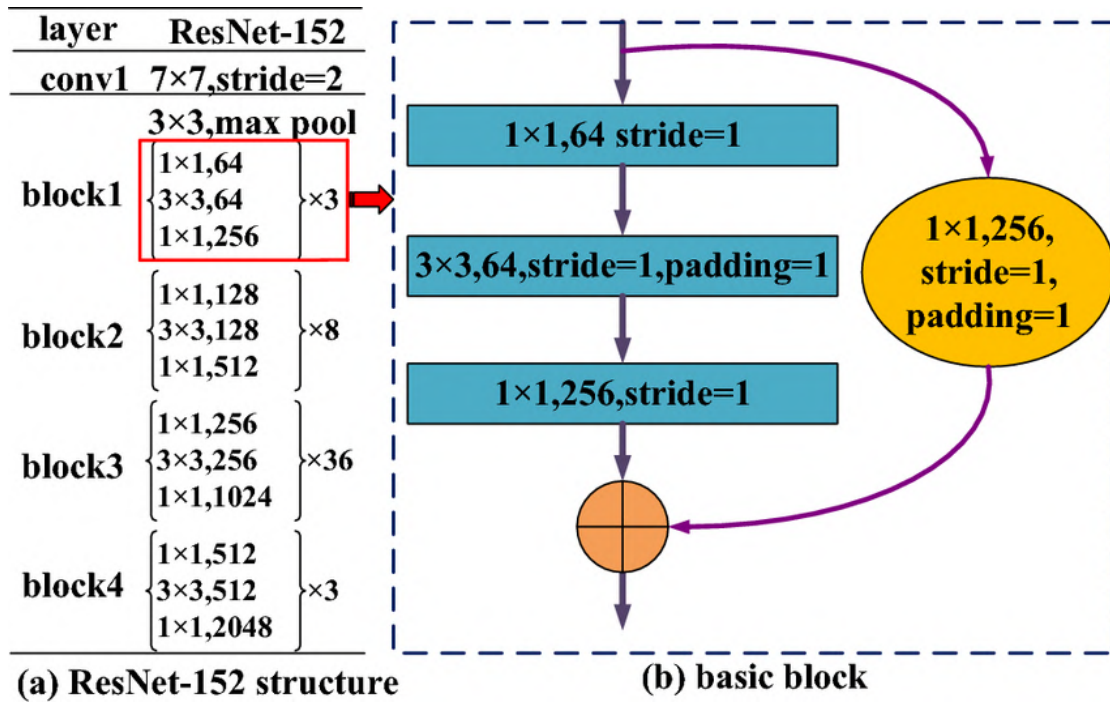 layer ResNet-152
conv1 7×7,stride=2
3×3,max pool
block1
1×1,64
3×3,64
1×1,256
×3
block2
1×1,128
3×3,128
1×1,512
×8
block3
1×1,256
3×3,256
1×1,1024
×36
block4
1×1,512
3×3,512
1×1,2048
×3
(a) ResNet-152 structure
1×1,64 stride=1
3×3,64,stride=1,padding=1
1×1,256,stride=1
1×1,256,
stride=1,
padding=1
(b) basic block